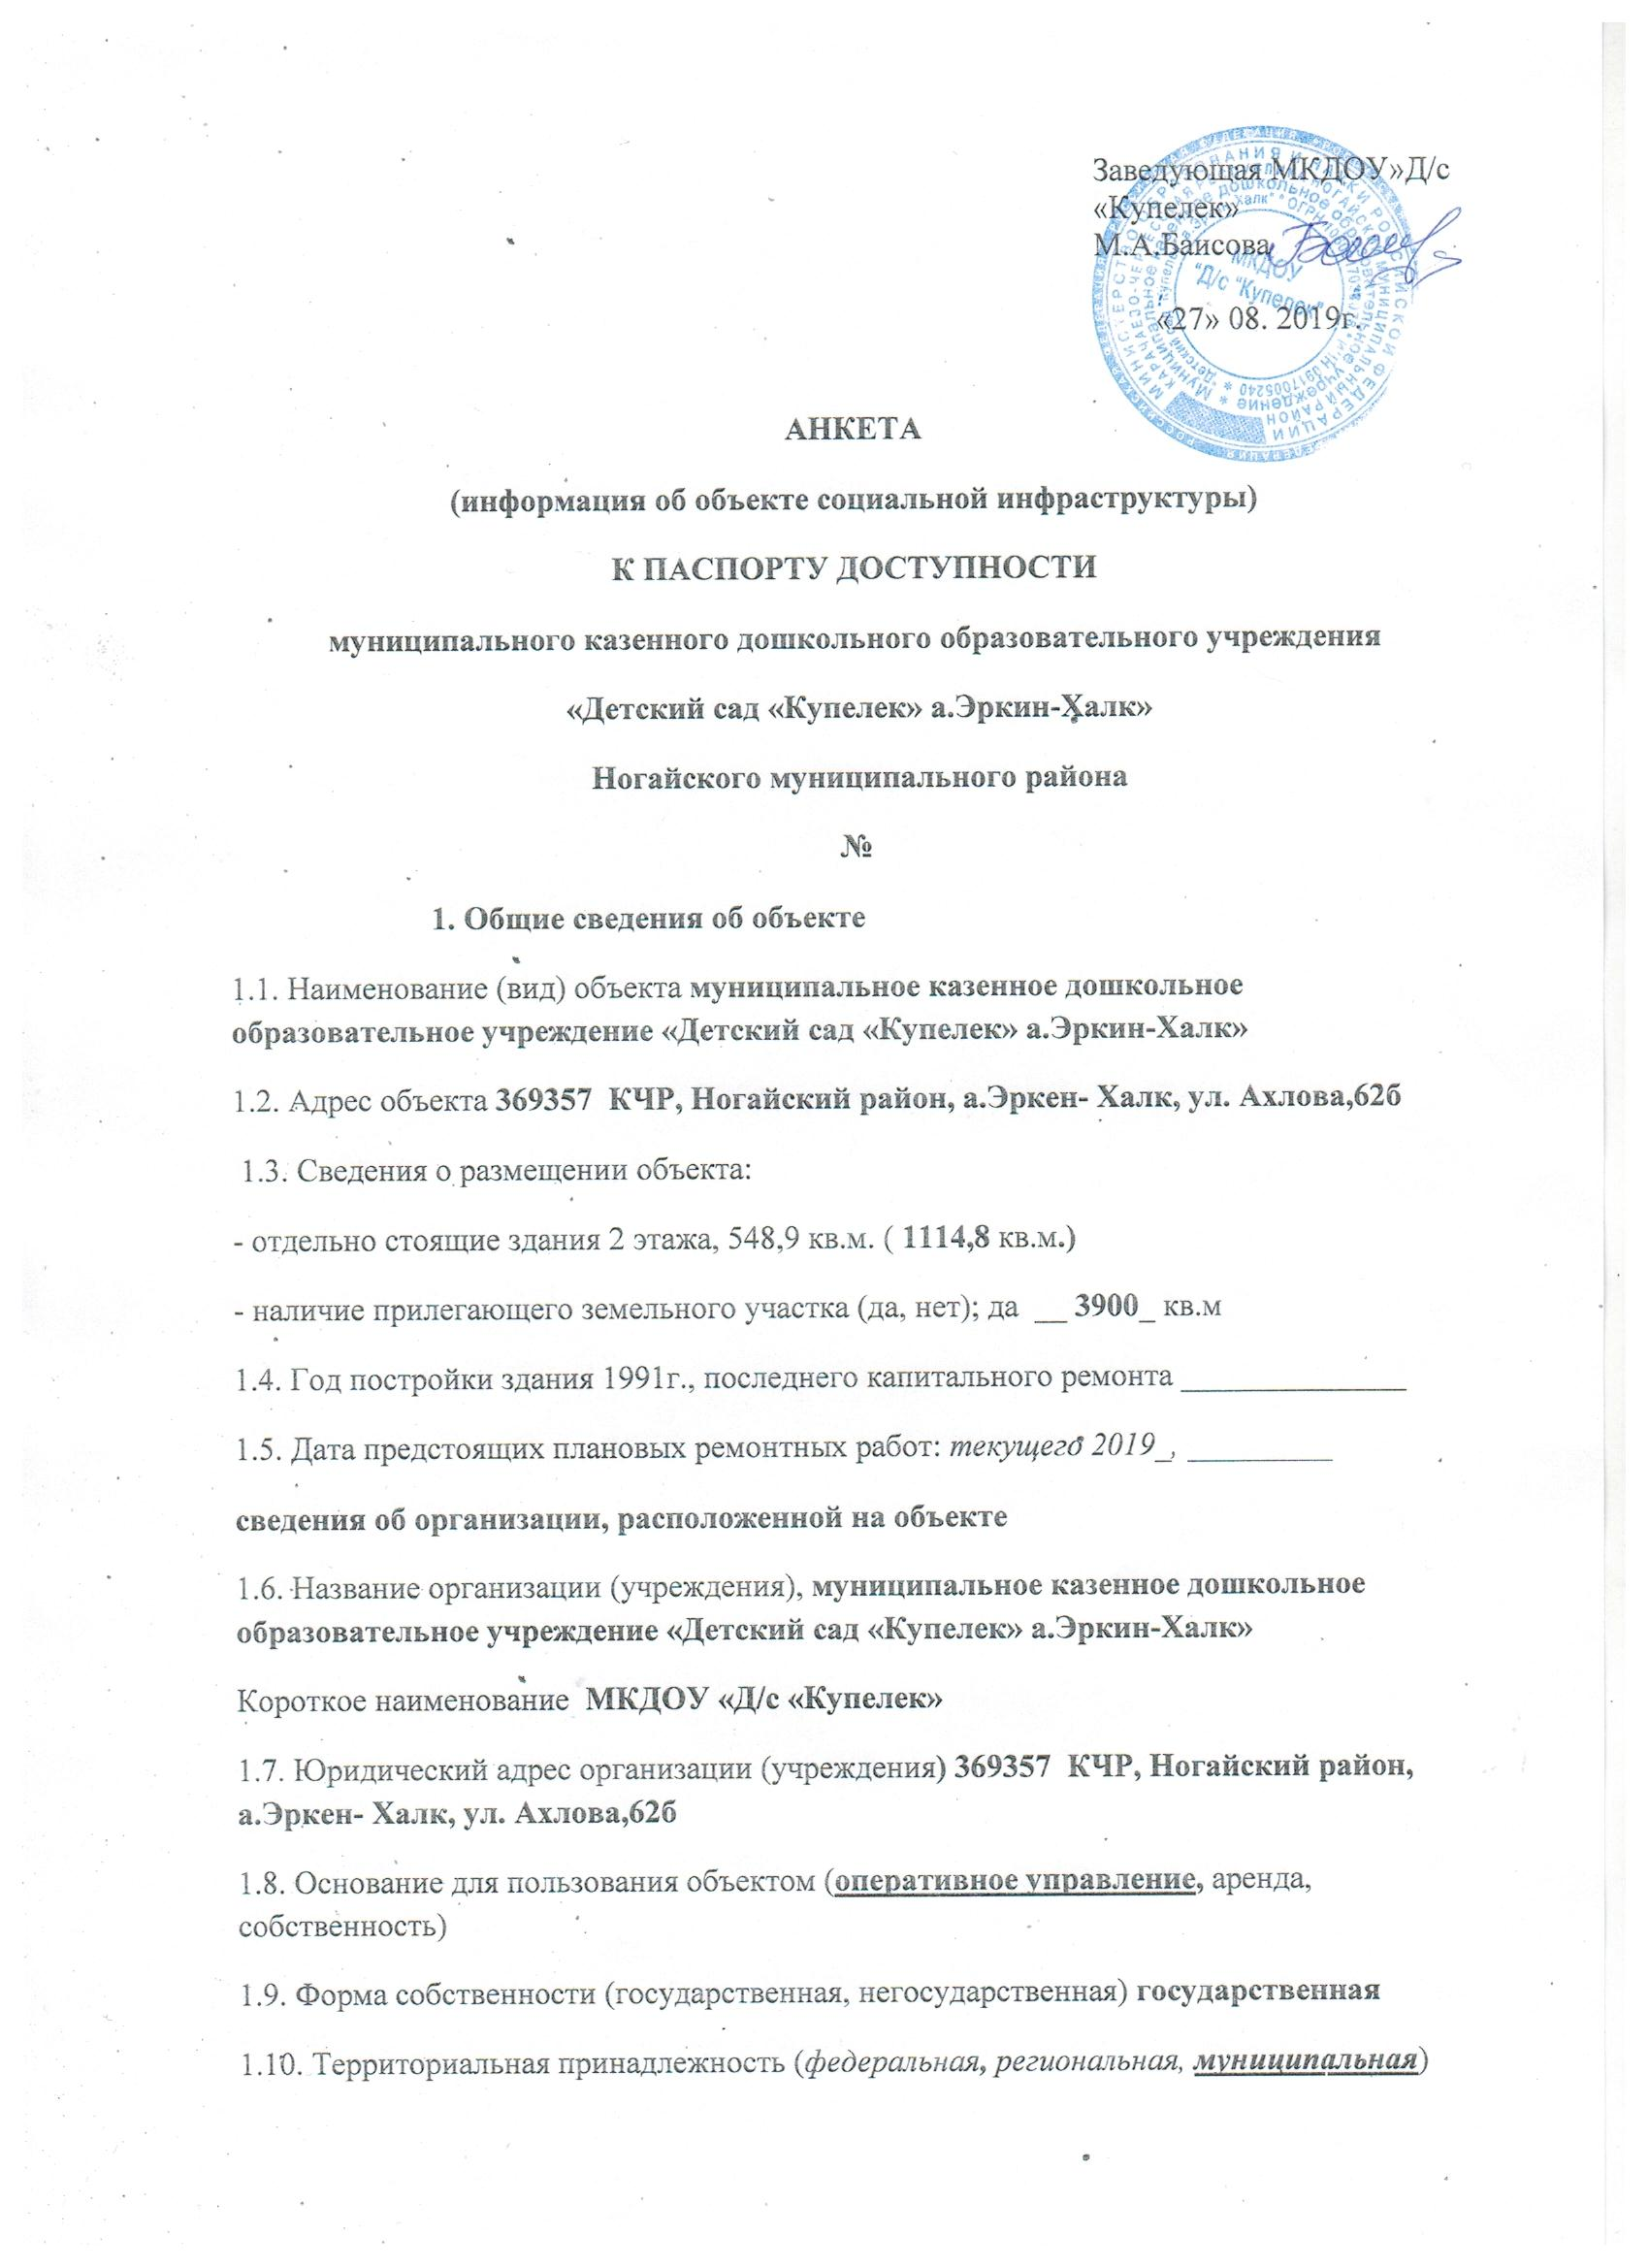 Заведующая МКДОУ»Д/с
«Купелек»
М.А.Баисова
МКДОУ
"Д/с "Купелек"
«27» 08. 2019г.
АНКЕТА
(информация об объекте социальной инфраструктуры)
К ПАСПОРТУ ДОСТУПНОСТИ
муниципального казенного дошкольного образовательного учреждения
«Детский сад «Купелек» а.Эркин-Халк»
Ногайского муниципального района
№
1. Общие сведения об объекте
1.1. Наименование (вид) объекта муниципальное казенное дошкольное
образовательное учреждение «Детский сад «Купелек» а.Эркин-Халк»
1.2. Адрес объекта 369357 КЧР, Ногайский район, а.Эркен- Халк, ул. Ахлова,62б
1.3. Сведения о размещении объекта:
- отдельно стоящие здания 2 этажа, 548,9 кв.м. ( 1114,8 кв.м.)
- наличие прилегающего земельного участка (да, нет); да __ 3900_ кв.м
1.4. Год постройки здания 1991г., последнего капитального ремонта ______________
1.5. Дата предстоящих плановых ремонтных работ: текущего 2019_, _________
сведения об организации, расположенной на объекте
1.6. Название организации (учреждения), муниципальное казенное дошкольное
образовательное учреждение «Детский сад «Купелек» а.Эркин-Халк»
Короткое наименование МКДОУ «Д/с «Купелек»
1.7. Юридический адрес организации (учреждения) 369357 КЧР, Ногайский район,
а.Эркен- Халк, ул. Ахлова,62б
1.8. Основание для пользования объектом (оперативное управление, аренда,
собственность)
1.9. Форма собственности (государственная, негосударственная) государственная
1.10. Территориальная принадлежность (федеральная, региональная, муниципальная)